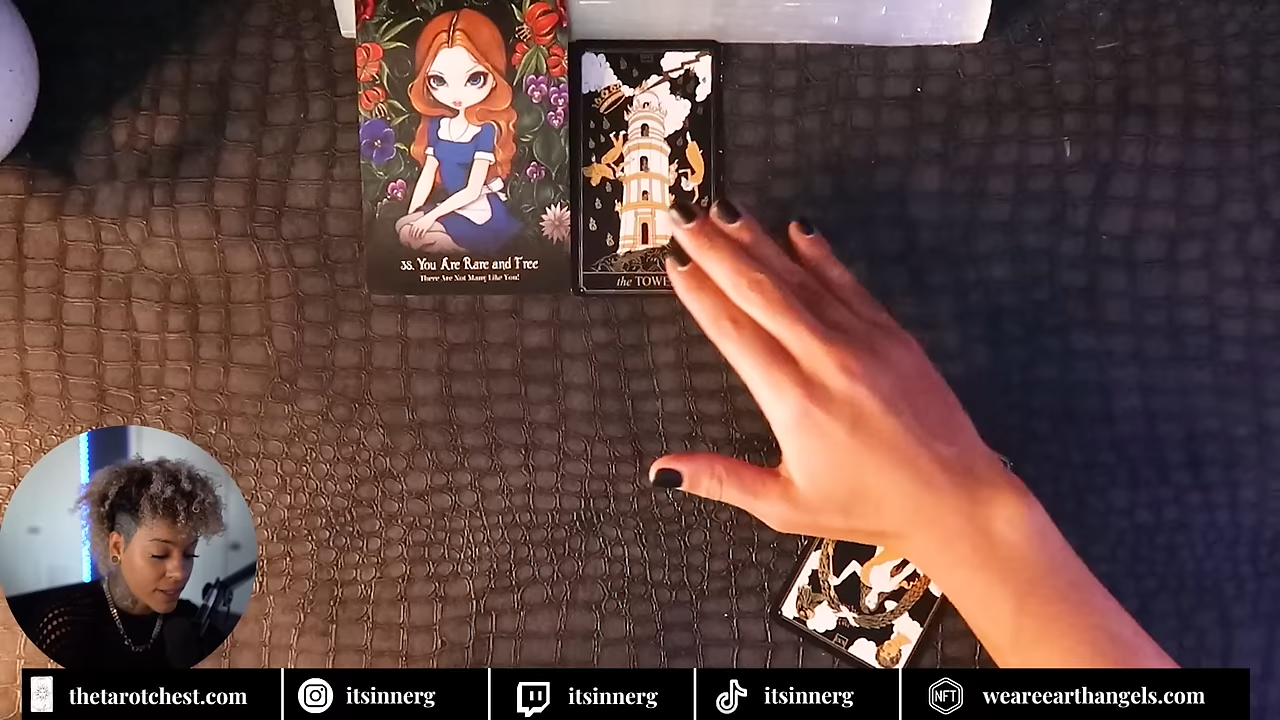 38. You Are Rare and Free
There Are Not Many Like You!
the TOWE
thetarotchest.com
itsinnerg
itsinnerg
itsinnerg
NFT
weareearthangels.com